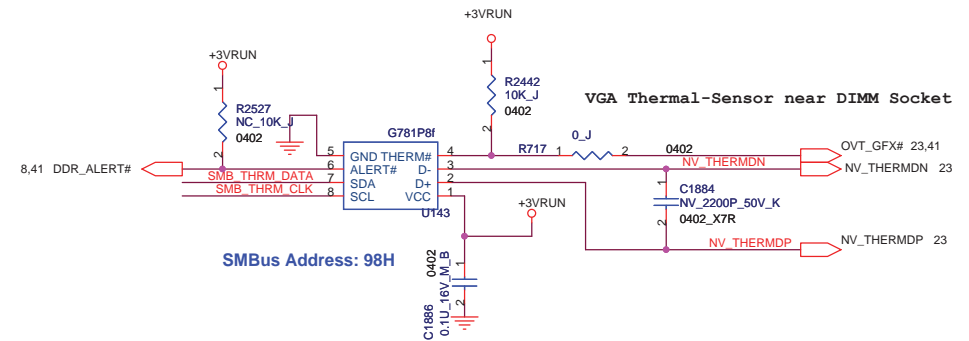 +3VRUN
+3VRUN
1
R2442
10K_J
0402
2
VGA Thermal-Sensor near DIMM Socket
1
R2527
NC_10K_J
0402
2
G781P8f
5 GND THERM# 4
6 ALERT# D- 3
7 SDA D+ 2
8 SCL VCC 1
U143
R717 1 0_J 2 0402
OVT_GFX# 23,41
NV_THERMDN
NV_THERMDN 23
8,41 DDR_ALERT#
SMB_THRM_DATA
SMB_THRM_CLK
1
C1884
NV_2200P_50V_K
0402_X7R
2
+3VRUN
NV_THERMDP
NV_THERMDP 23
SMBus Address: 98H
0402
1
2
C1886
0.1U_16V_M_B